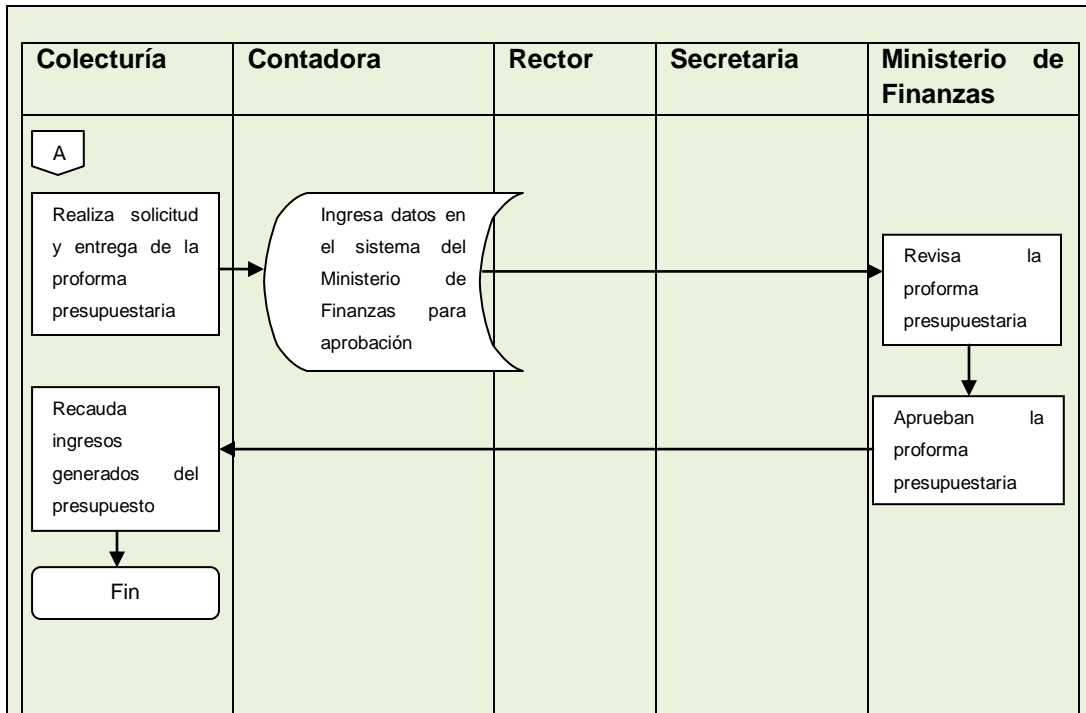 Colecturía
Contadora
Rector
Secretaria
Ministerio de
Finanzas
A
Realiza solicitud
y entrega de la
proforma
presupuestaria
Ingresa datos en
el sistema del
Ministerio de
Finanzas para
aprobación
Revisa la
proforma
presupuestaria
Aprueban la
proforma
presupuestaria
Recauda
ingresos
generados del
presupuesto
Fin